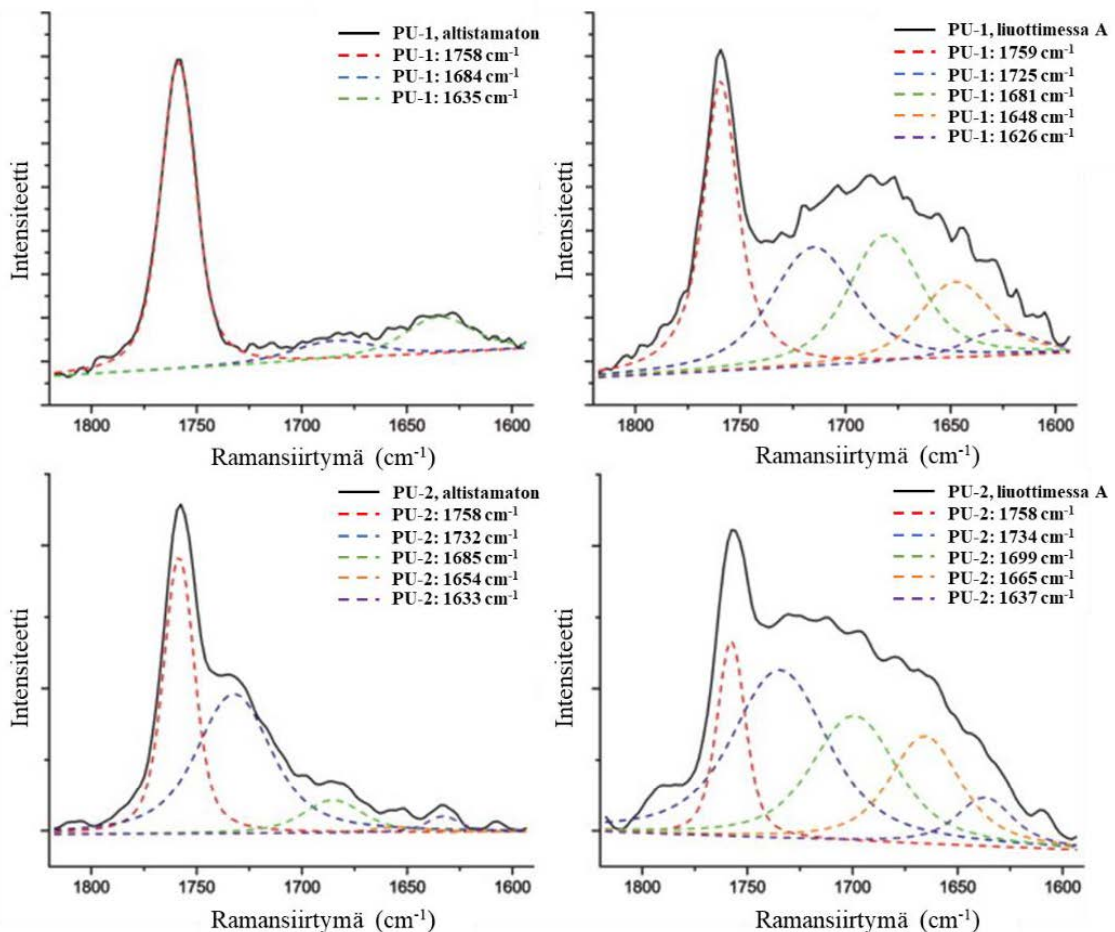 PU-1, altistamaton
PU-1: 1758 cm⁻¹
PU-1: 1684 cm⁻¹
PU-1: 1635 cm⁻¹
Intensiteetti
1800 1750 1700 1650 1600
Ramansiirtymä (cm⁻¹)
PU-1, liuottimessa A
PU-1: 1759 cm⁻¹
PU-1: 1725 cm⁻¹
PU-1: 1681 cm⁻¹
PU-1: 1648 cm⁻¹
PU-1: 1626 cm⁻¹
Intensiteetti
1800 1750 1700 1650 1600
Ramansiirtymä (cm⁻¹)
PU-2, altistamaton
PU-2: 1758 cm⁻¹
PU-2: 1732 cm⁻¹
PU-2: 1685 cm⁻¹
PU-2: 1654 cm⁻¹
PU-2: 1633 cm⁻¹
Intensiteetti
1800 1750 1700 1650 1600
Ramansiirtymä (cm⁻¹)
PU-2, liuottimessa A
PU-2: 1758 cm⁻¹
PU-2: 1734 cm⁻¹
PU-2: 1699 cm⁻¹
PU-2: 1665 cm⁻¹
PU-2: 1637 cm⁻¹
Intensiteetti
1800 1750 1700 1650 1600
Ramansiirtymä (cm⁻¹)